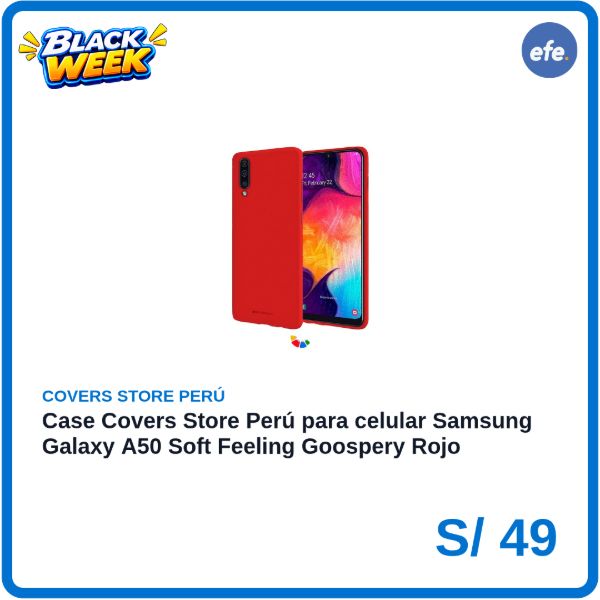 BLACK
WEEK
efe.
COVERS STORE PERÚ
Case Covers Store Perú para celular Samsung
Galaxy A50 Soft Feeling Goospery Rojo
S/ 49